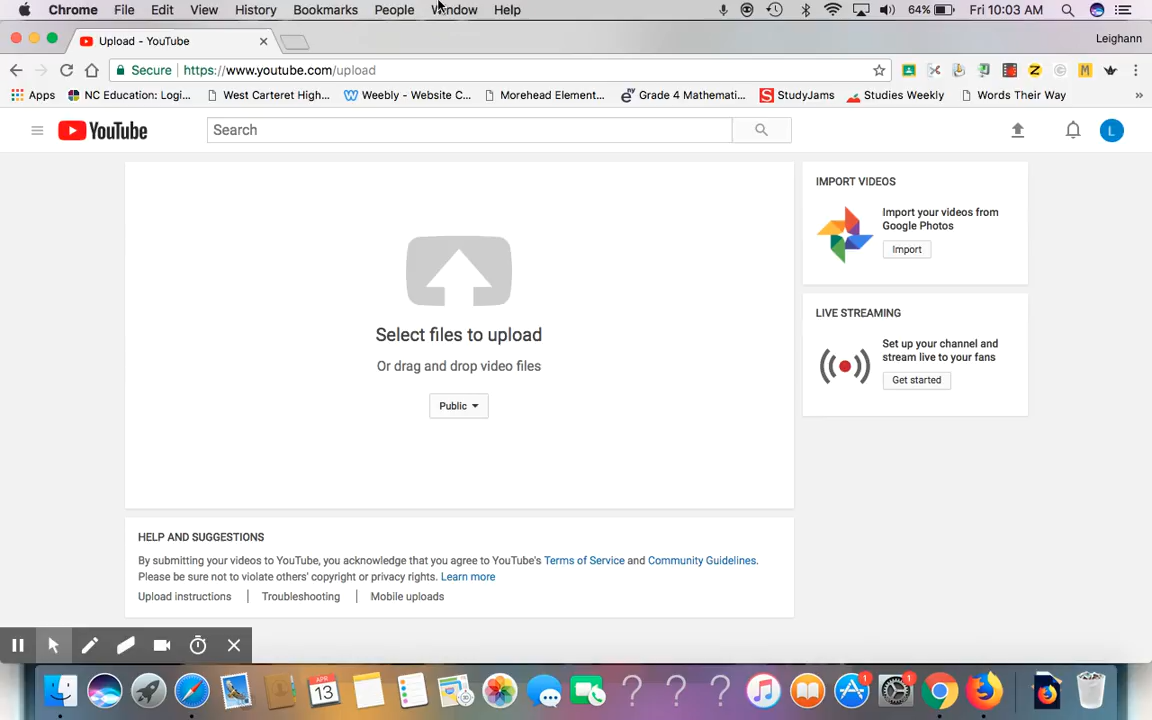 Chrome File Edit View History Bookmarks People Window Help 64% Fri 10:03 AM
Upload - YouTube Leighann
Secure https://www.youtube.com/upload
Apps NC Education: Logi... West Carteret High... Weebly - Website C... Morehead Element... Grade 4 Mathemati... StudyJams Studies Weekly Words Their Way »
YouTube Search L
IMPORT VIDEOS
Import your videos from
Google Photos
Import
LIVE STREAMING
Set up your channel and
stream live to your fans
Get started
Select files to upload
Or drag and drop video files
Public
HELP AND SUGGESTIONS
By submitting your videos to YouTube, you acknowledge that you agree to YouTube's Terms of Service and Community Guidelines.
Please be sure not to violate others' copyright or privacy rights. Learn more
Upload instructions | Troubleshooting | Mobile uploads
APR
13
? ? ? 1 1